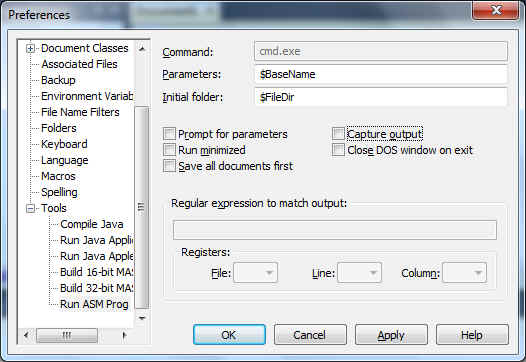 Preferences
Document Classes
Associated Files
Backup
Environment Variab
File Name Filters
Folders
Keyboard
Language
Macros
Spelling
Tools
Compile Java
Run Java Applic
Run Java Apple
Build 16-bit MAS
Build 32-bit MAS
Run ASM Prog
Command: cmd.exe
Parameters: $BaseName
Initial folder: $FileDir
Prompt for parameters
Capture output
Run minimized
Close DOS window on exit
Save all documents first
Regular expression to match output:
Registers:
File: Line: Column:
OK Cancel Apply Help